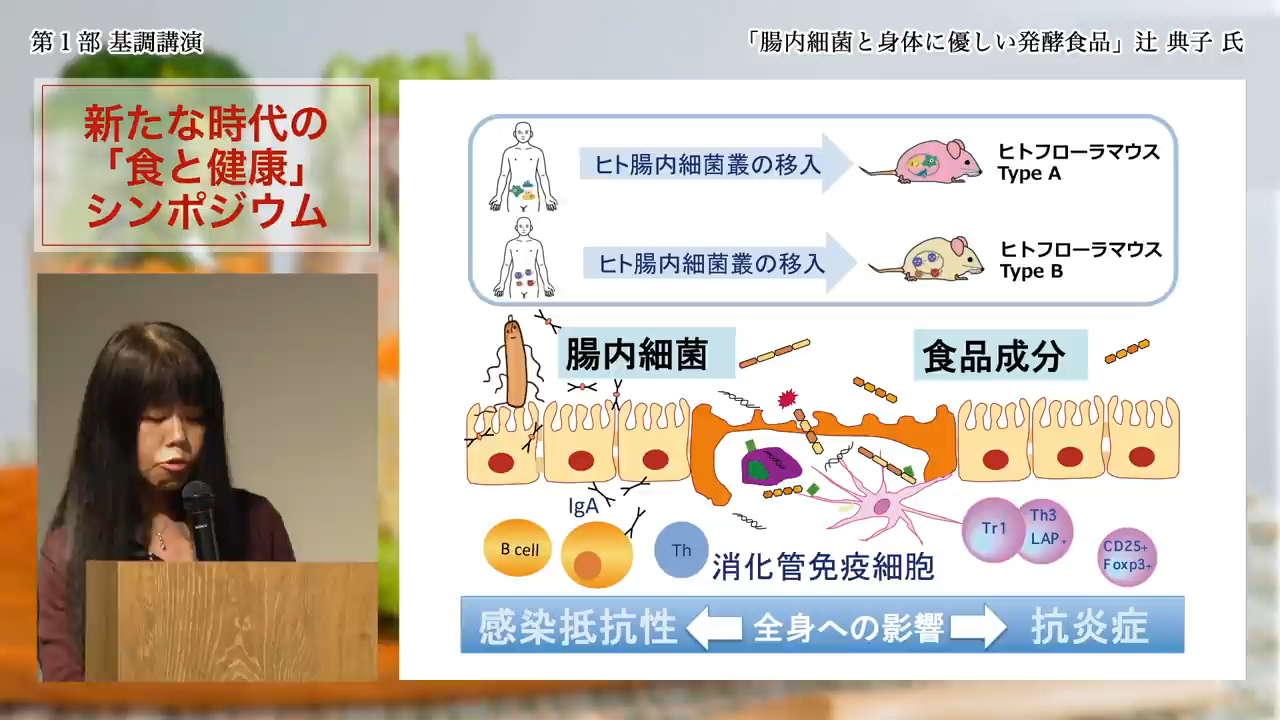 第1部 基調講演
「腸内細菌と身体に優しい発酵食品」辻 典子 氏
新たな時代の
「食と健康」
シンポジウム
ヒト腸内細菌叢の移入
ヒトフローラマウス
Type A
ヒト腸内細菌叢の移入
ヒトフローラマウス
Type B
腸内細菌
食品成分
IgA
B cell
Th
消化管免疫細胞
Tr1
Th3
LAP+
CD25+
Foxp3+
感染抵抗性
全身への影響
抗炎症